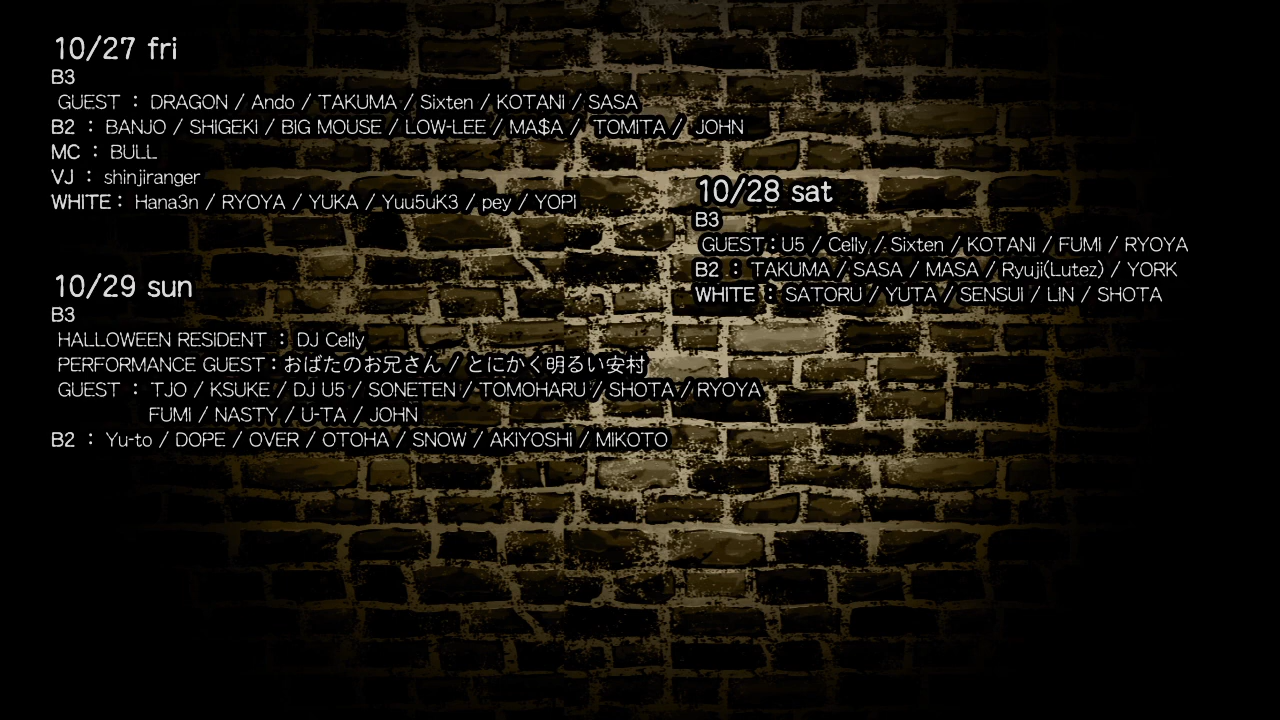 10/27 fri
B3
GUEST : DRAGON / Ando / TAKUMA / Sixten / KOTANI / SASA
B2 : BANJO / SHIGEKI / BIG MOUSE / LOW-LEE / MA$A / TOMITA / JOHN
MC : BULL
VJ : shinjiranger
WHITE : Hana3n / RYOYA / YUKA / Yuu5uK3 / pey / YOPI
10/28 sat
B3
GUEST : U5 / Celly / Sixten / KOTANI / FUMI / RYOYA
B2 : TAKUMA / SASA / MASA / Ryuji(Lutez) / YORK
WHITE : SATORU / YUTA / SENSUI / LIN / SHOTA
10/29 sun
B3
HALLOWEEN RESIDENT : DJ Celly
PERFORMANCE GUEST : おばたのお兄さん / とにかく明るい安村
GUEST : TJO / KSUKE / DJ U5 / SONETEN / TOMOHARU / SHOTA / RYOYA
FUMI / NASTY / U-TA / JOHN
B2 : Yu-to / DOPE / OVER / OTOHA / SNOW / AKIYOSHI / MIKOTO